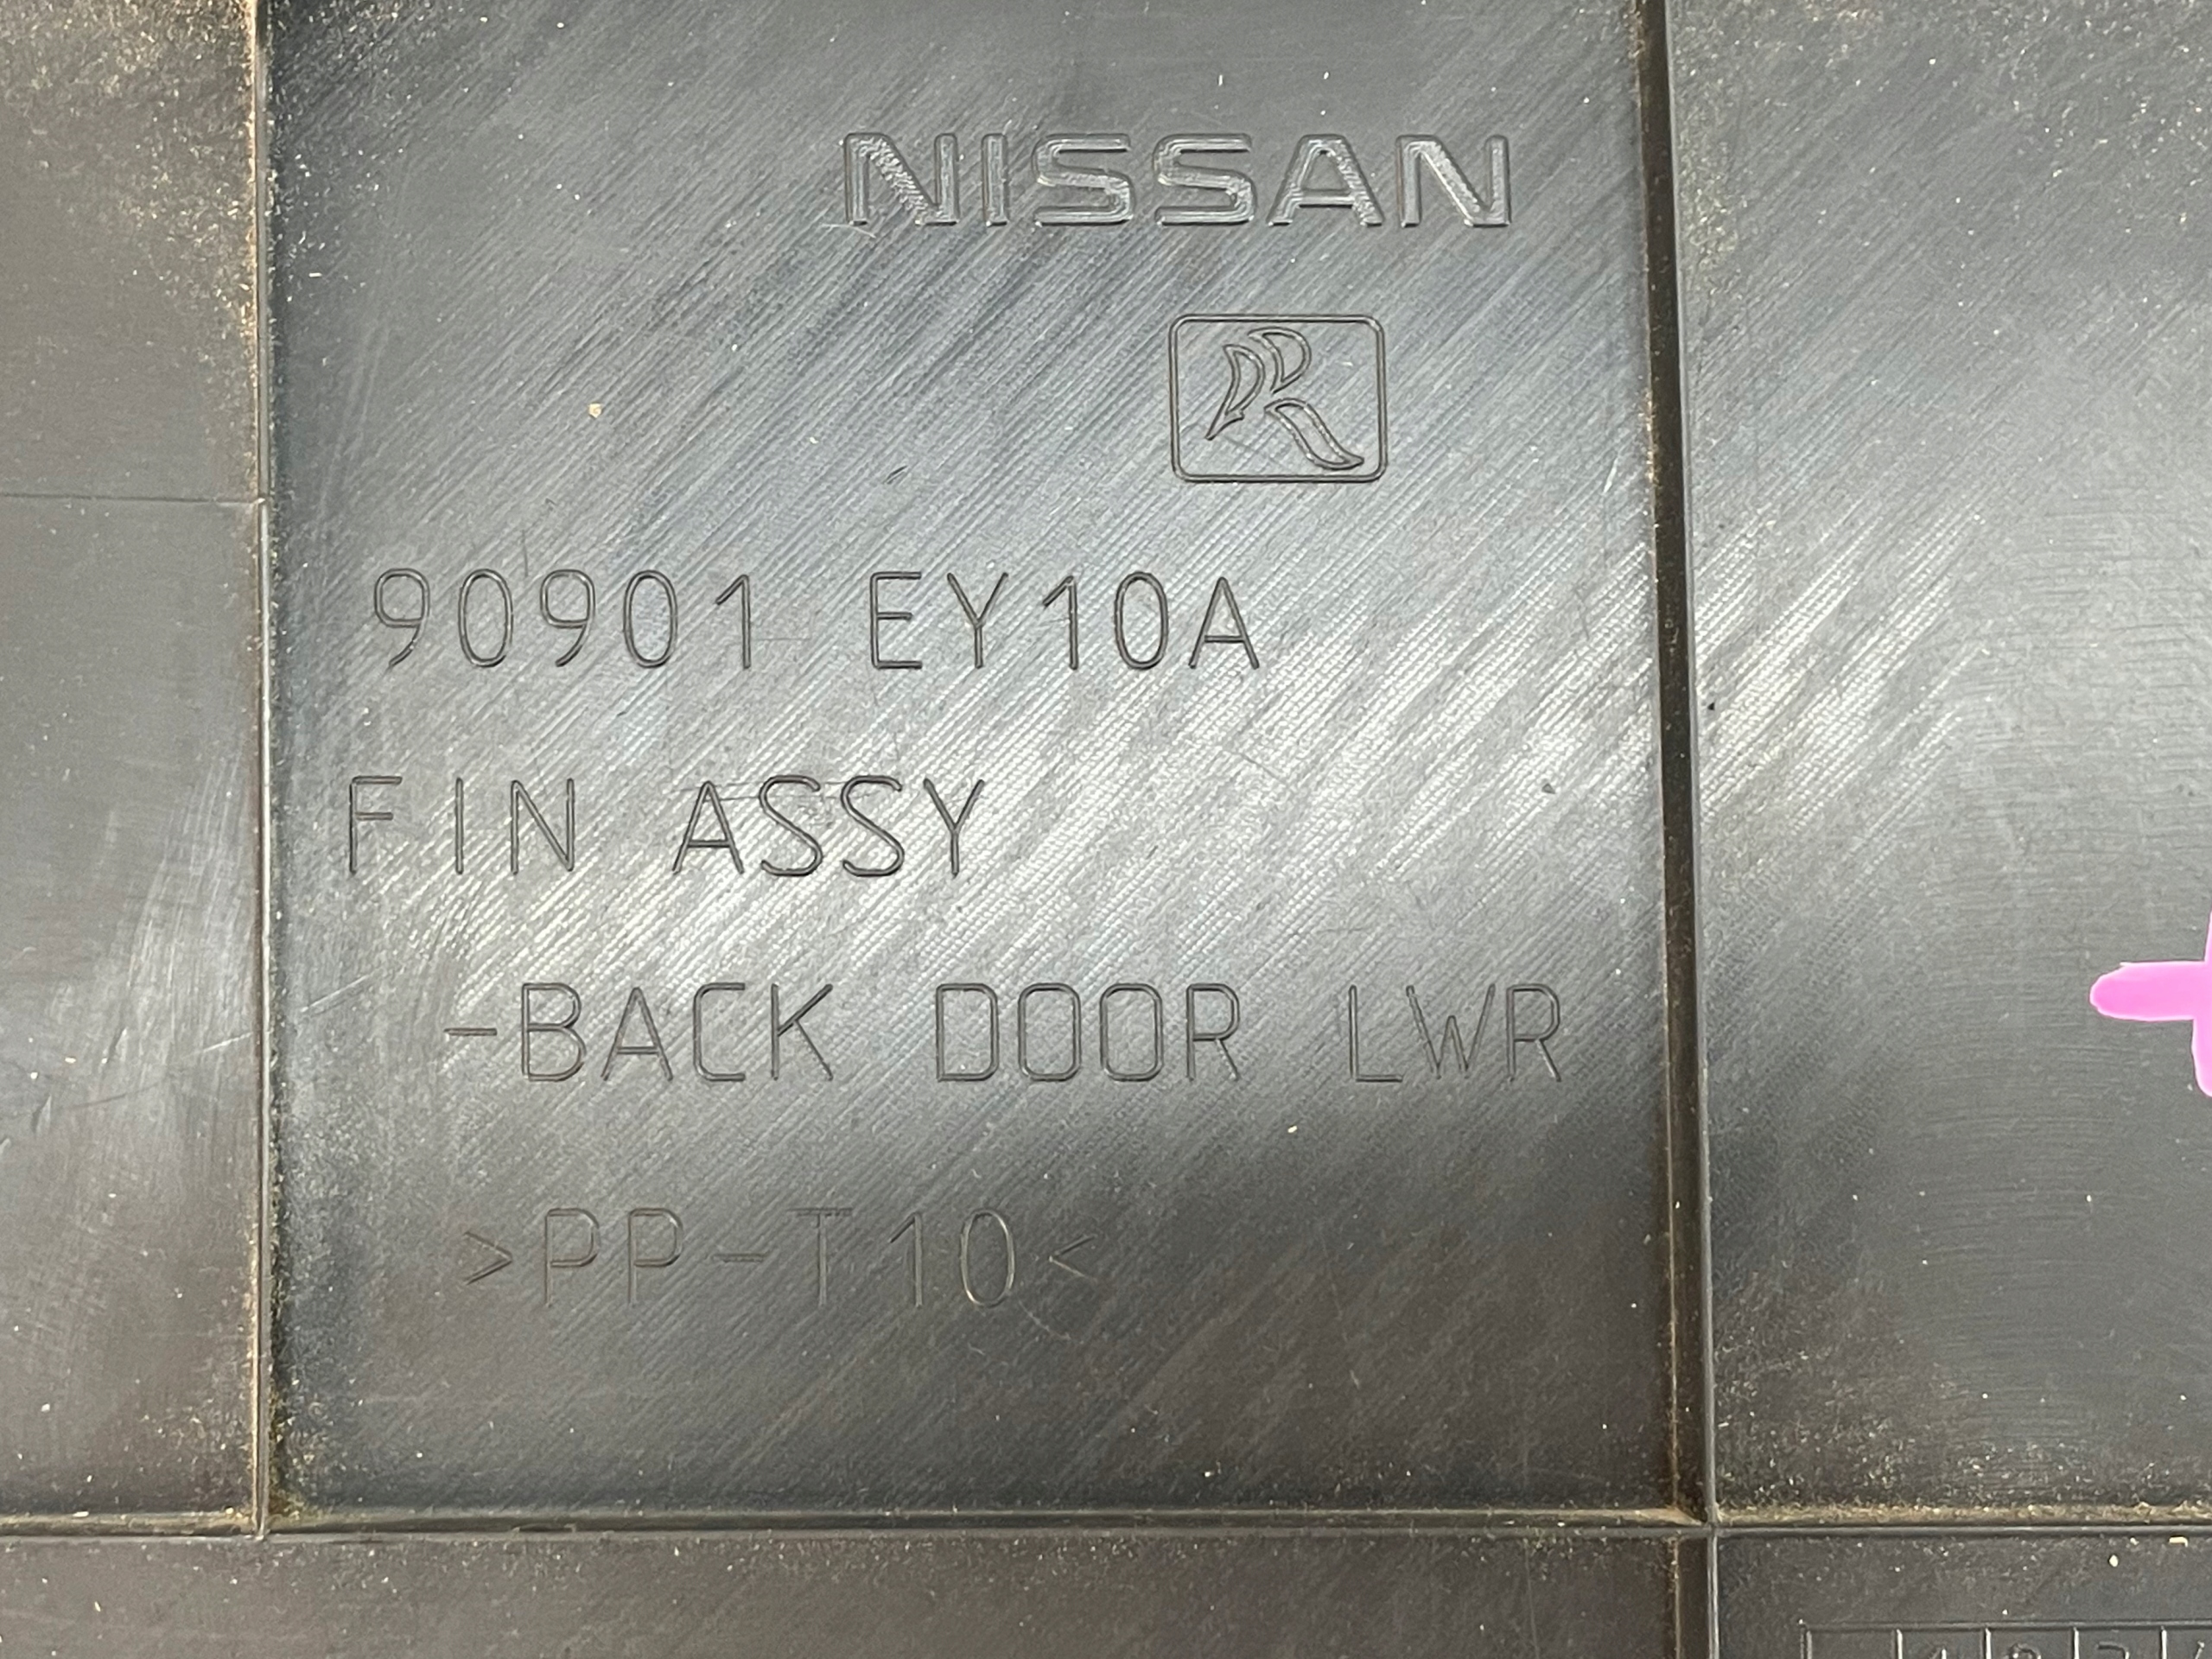 NISSAN
R
90901 EY10A
FIN ASSY
-BACK DOOR LWR
>PP-T10<